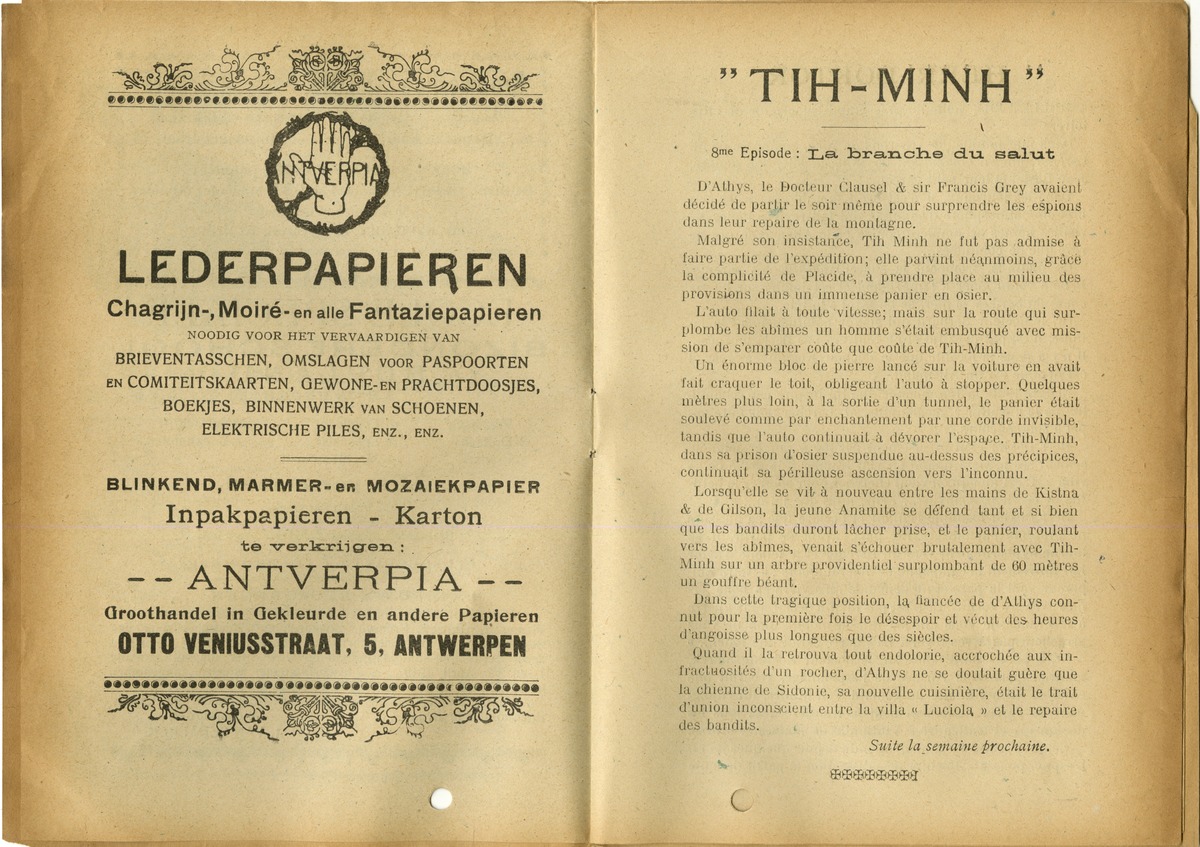 ANTVERPIA
LEDERPAPIEREN
Chagrijn-, Moiré- en alle Fantaziepapieren
NOODIG VOOR HET VERVAARDIGEN VAN
BRIEVENTASSCHEN, OMSLAGEN VOOR PASPOORTEN
EN COMITEITSKAARTEN, GEWONE- EN PRACHTDOOSJES,
BOEKJES, BINNENWERK VAN SCHOENEN,
ELEKTRISCHE PILES, ENZ., ENZ.
BLINKEND, MARMER- en MOZAIEKPAPIER
Inpakpapieren - Karton
te verkrijgen :
-- ANTVERPIA --
Groothandel in Gekleurde en andere Papieren
OTTO VENIUSSTRAAT, 5, ANTWERPEN
" TIH-MINH "
8me Episode : La branche du salut
D'Athys, le Docteur Clausel & sir Francis Grey avaient
décidé de partir le soir même pour surprendre les espions
dans leur repaire de la montagne.
Malgré son insistance, Tih Minh ne fut pas admise à
faire partie de l'expédition; elle parvint néanmoins, grâce
la complicité de Placide, à prendre place au milieu des
provisions dans un immense panier en osier.
L'auto filait à toute vitesse; mais sur la route qui sur-
plombe les abîmes un homme s'était embusqué avec mis-
sion de s'emparer coûte que coûte de Tih-Minh.
Un énorme bloc de pierre lancé sur la voiture en avait
fait craquer le toit, obligeant l'auto à stopper. Quelques
mètres plus loin, à la sortie d'un tunnel, le panier était
soulevé comme par enchantement par une corde invisible,
tandis que l'auto continuait à dévorer l'espace. Tih-Minh,
dans sa prison d'osier suspendue au-dessus des précipices,
continuait sa périlleuse ascension vers l'inconnu.
Lorsqu'elle se vit à nouveau entre les mains de Kistna
& de Gilson, la jeune Anamite se défend tant et si bien
que les bandits duront lâcher prise, et le panier, roulant
vers les abîmes, venait s'échouer brutalement avec Tih-
Minh sur un arbre providentiel surplombant de 60 mètres
un gouffre béant.
Dans cette tragique position, la fiancée de d'Athys con-
nut pour la première fois le désespoir et vécut des heures
d'angoisse plus longues que des siècles.
Quand il la retrouva tout endolorie, accrochée aux in-
fractuosités d'un rocher, d'Athys ne se doutait guère que
la chienne de Sidonie, sa nouvelle cuisinière, était le trait
d'union inconscient entre la villa « Luciola » et le repaire
des bandits.
Suite la semaine prochaine.